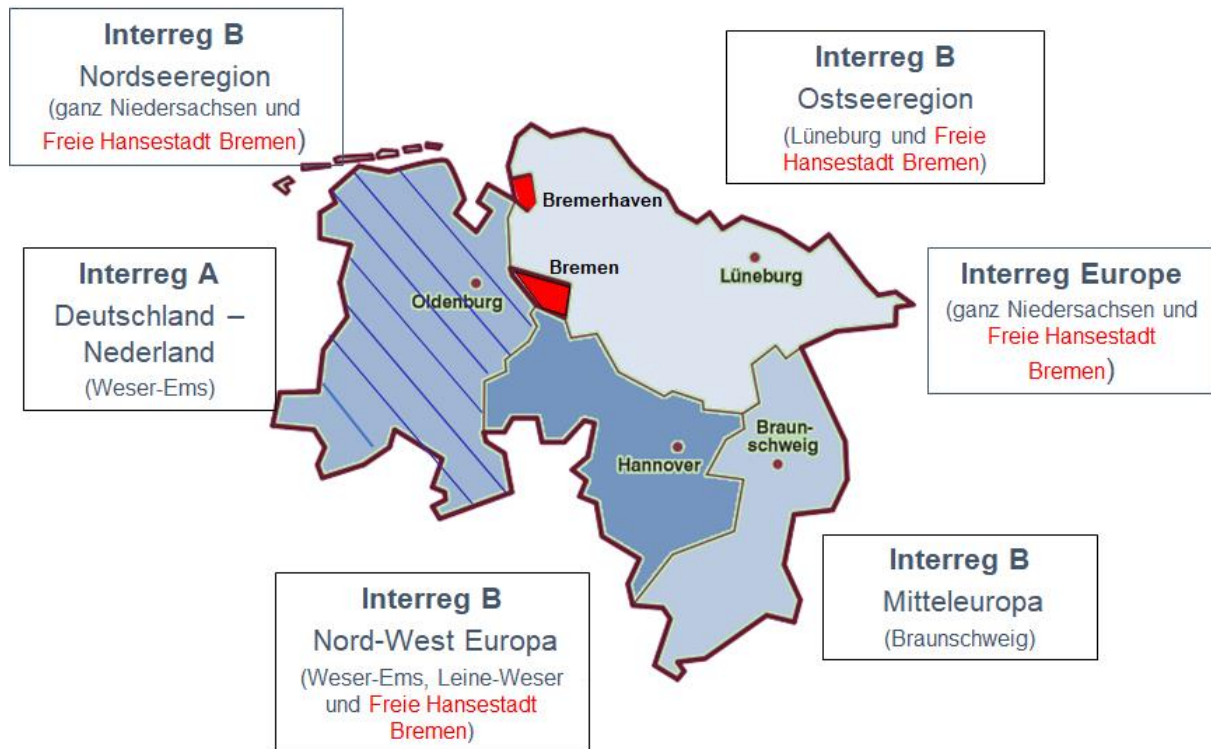 Interreg B
Nordseeregion
(ganz Niedersachsen und
Freie Hansestadt Bremen)
Interreg B
Ostseeregion
(Lüneburg und Freie
Hansestadt Bremen)
Interreg A
Deutschland –
Nederland
(Weser-Ems)
Bremerhaven
Bremen
Oldenburg
Lüneburg
Interreg Europe
(ganz Niedersachsen und
Freie Hansestadt
Bremen)
Hannover
Braun-
schweig
Interreg B
Nord-West Europa
(Weser-Ems, Leine-Weser
und Freie Hansestadt
Bremen)
Interreg B
Mitteleuropa
(Braunschweig)